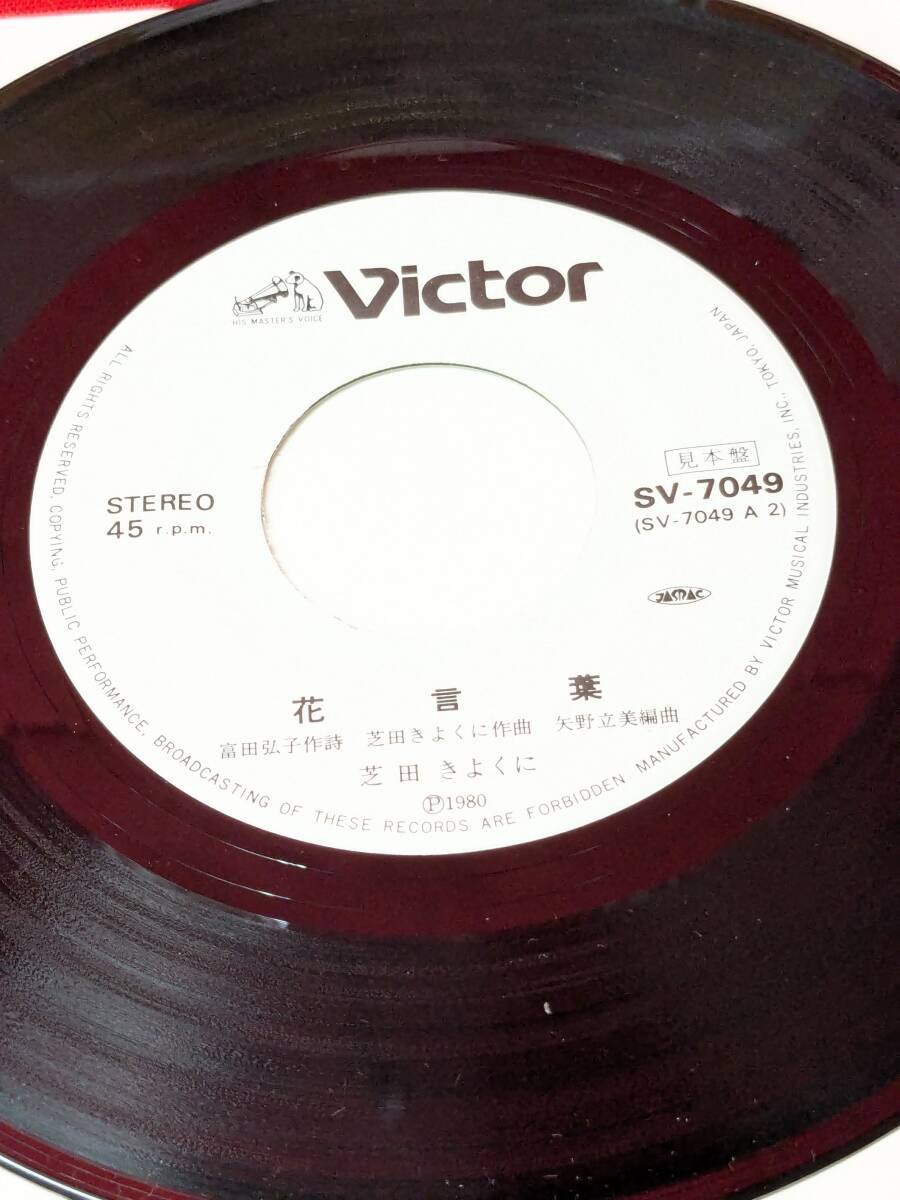 Victor
HIS MASTER'S VOICE
STEREO
45 r.p.m.
見本盤
SV-7049
(SV-7049 A 2)
JASRAC
花言葉
富田弘子作詩 芝田きよくに作曲 矢野立美編曲
芝田きよくに
Ⓟ1980
ALL RIGHTS RESERVED. COPYING, PUBLIC PERFORMANCE, BROADCASTING OF THESE RECORDS ARE FORBIDDEN MANUFACTURED BY VICTOR MUSICAL INDUSTRIES, INC., TOKYO, JAPAN